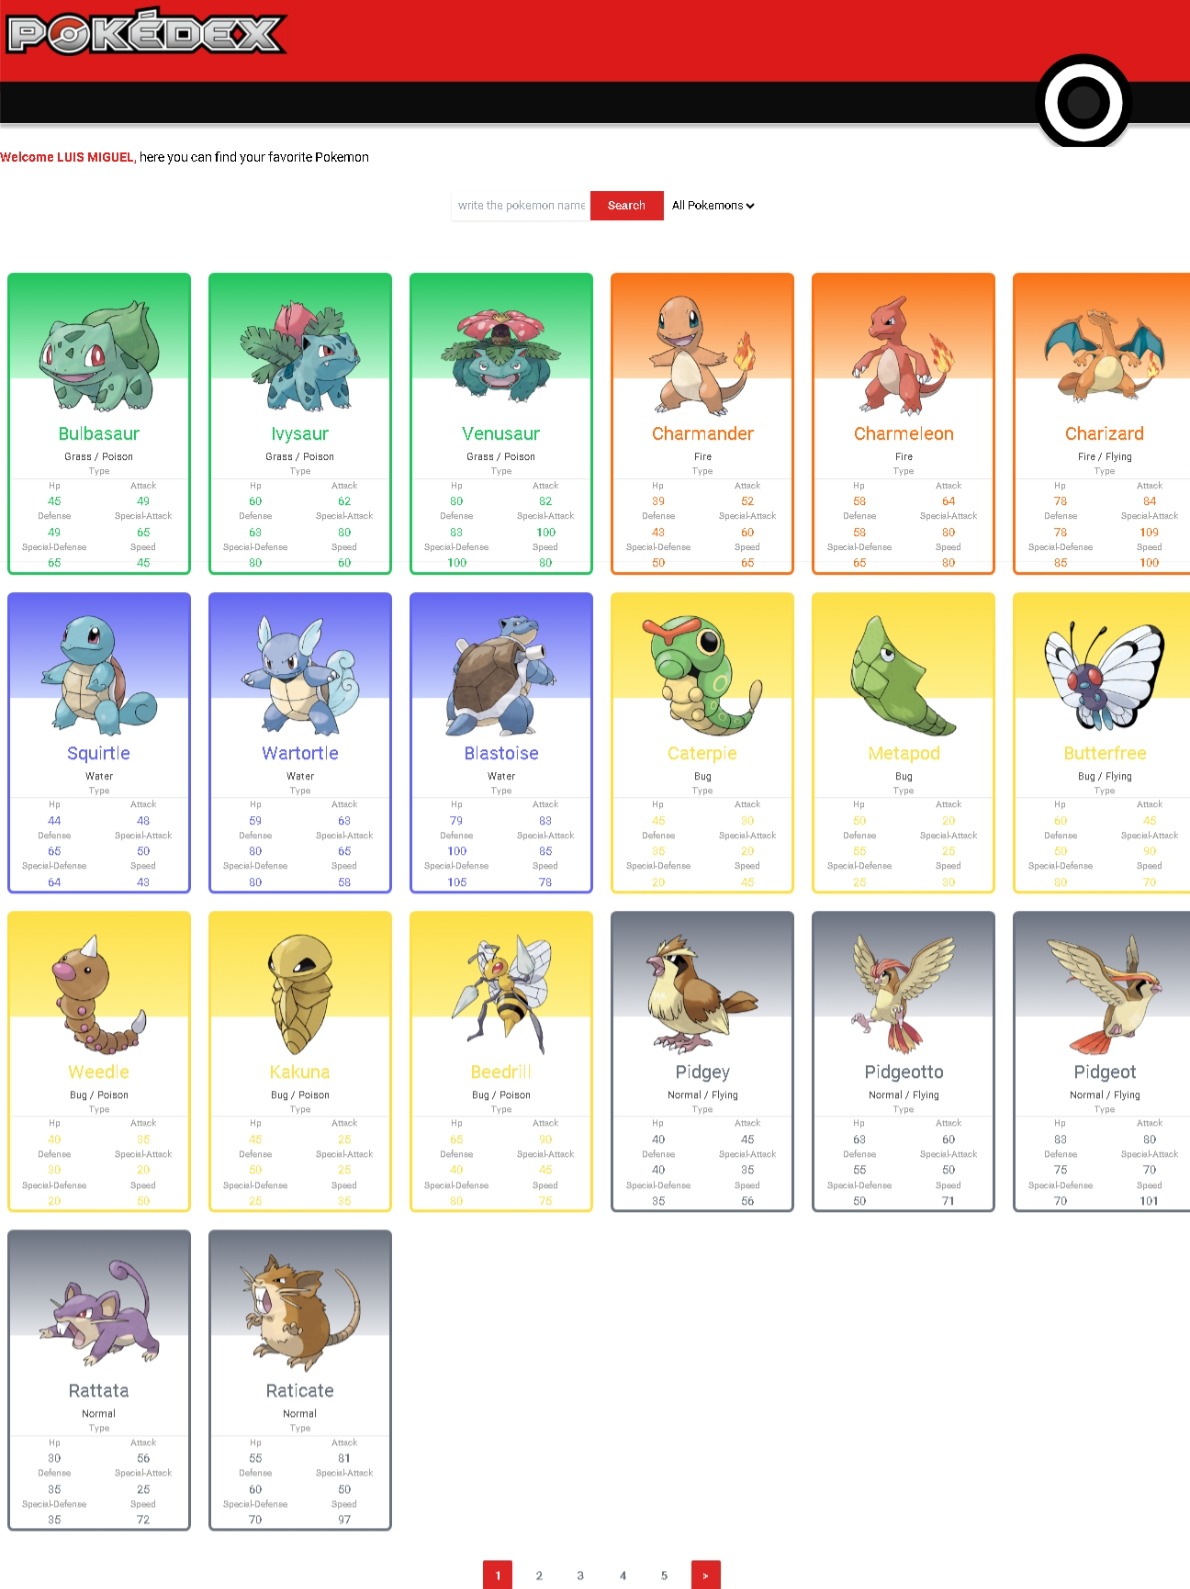 POKÉDEX
Welcome LUIS MIGUEL, here you can find your favorite Pokemon
write the pokemon name Search All Pokemons
Bulbasaur Ivysaur Venusaur Charmander Charmeleon Charizard
Grass / Poison Grass / Poison Grass / Poison Fire Fire Fire / Flying
Type Type Type Type Type Type
Hp Attack Hp Attack Hp Attack Hp Attack Hp Attack Hp Attack
45 49 60 62 80 82 39 52 58 64 78 84
Defense Special-Attack Defense Special-Attack Defense Special-Attack Defense Special-Attack Defense Special-Attack Defense Special-Attack
49 65 63 80 83 100 43 60 58 80 78 109
Special-Defense Speed Special-Defense Speed Special-Defense Speed Special-Defense Speed Special-Defense Speed Special-Defense Speed
65 45 80 60 100 80 50 65 65 80 85 100
Squirtle Wartortle Blastoise Caterpie Metapod Butterfree
Water Water Water Bug Bug Bug / Flying
Type Type Type Type Type Type
Hp Attack Hp Attack Hp Attack Hp Attack Hp Attack Hp Attack
44 48 59 63 79 83 45 30 50 20 60 45
Defense Special-Attack Defense Special-Attack Defense Special-Attack Defense Special-Attack Defense Special-Attack Defense Special-Attack
65 50 80 65 100 85 35 20 55 25 50 90
Special-Defense Speed Special-Defense Speed Special-Defense Speed Special-Defense Speed Special-Defense Speed Special-Defense Speed
64 43 80 58 105 78 20 45 25 30 80 70
Weedle Kakuna Beedrill Pidgey Pidgeotto Pidgeot
Bug / Poison Bug / Poison Bug / Poison Normal / Flying Normal / Flying Normal / Flying
Type Type Type Type Type Type
Hp Attack Hp Attack Hp Attack Hp Attack Hp Attack Hp Attack
40 35 45 25 65 90 40 45 63 60 83 80
Defense Special-Attack Defense Special-Attack Defense Special-Attack Defense Special-Attack Defense Special-Attack Defense Special-Attack
30 20 50 25 40 45 40 35 55 50 75 70
Special-Defense Speed Special-Defense Speed Special-Defense Speed Special-Defense Speed Special-Defense Speed Special-Defense Speed
20 50 25 35 80 75 35 56 50 71 70 101
Rattata Raticate
Normal Normal
Type Type
Hp Attack Hp Attack
30 56 55 81
Defense Special-Attack Defense Special-Attack
35 25 60 50
Special-Defense Speed Special-Defense Speed
35 72 70 97
1 2 3 4 5 >